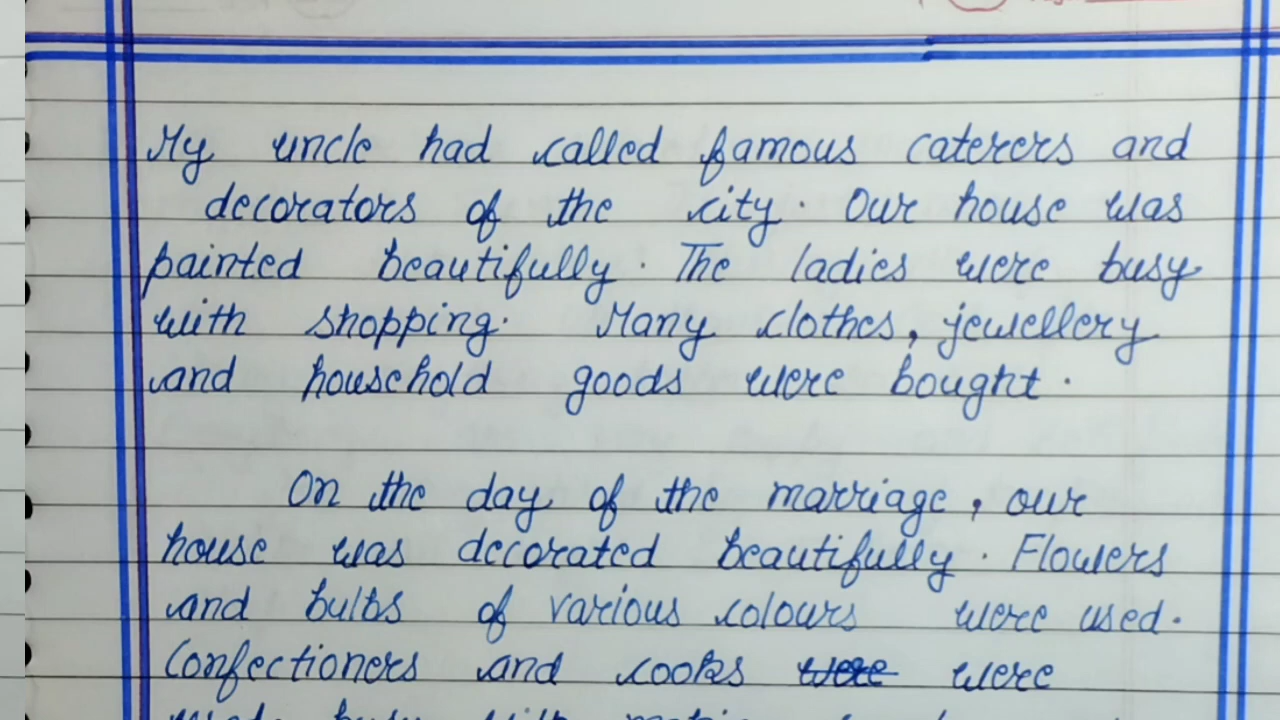 My uncle had called famous caterers and
decorators of the city. Our house was
painted beautifully. The ladies were busy
with shopping. Many clothes, jewellery
and household goods were bought.
On the day of the marriage, our
house was decorated beautifully. Flowers
and bulbs of various colours were used.
Confectioners and cooks were were